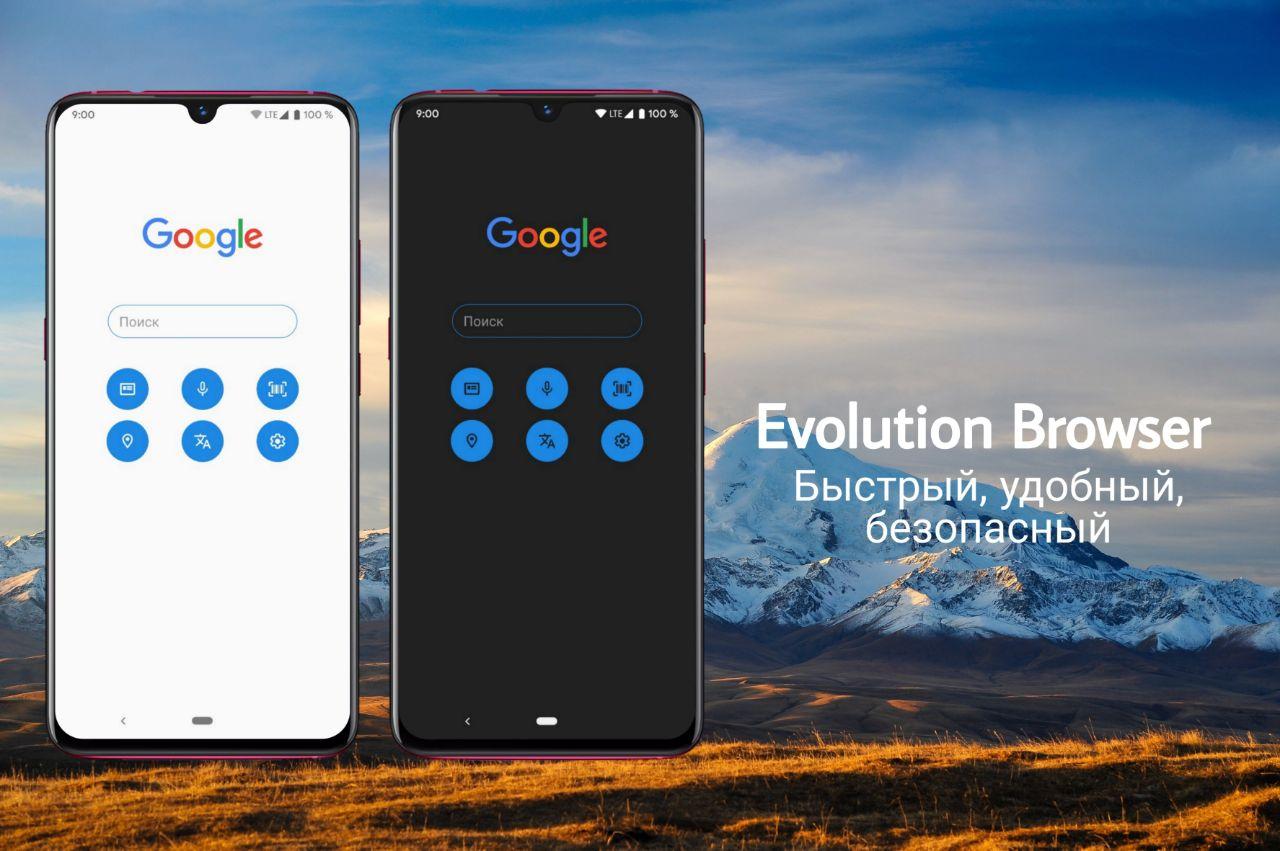 9:00
LTE 100 %
Google
Поиск
9:00
LTE 100 %
Google
Поиск
Evolution Browser
Быстрый, удобный,
безопасный